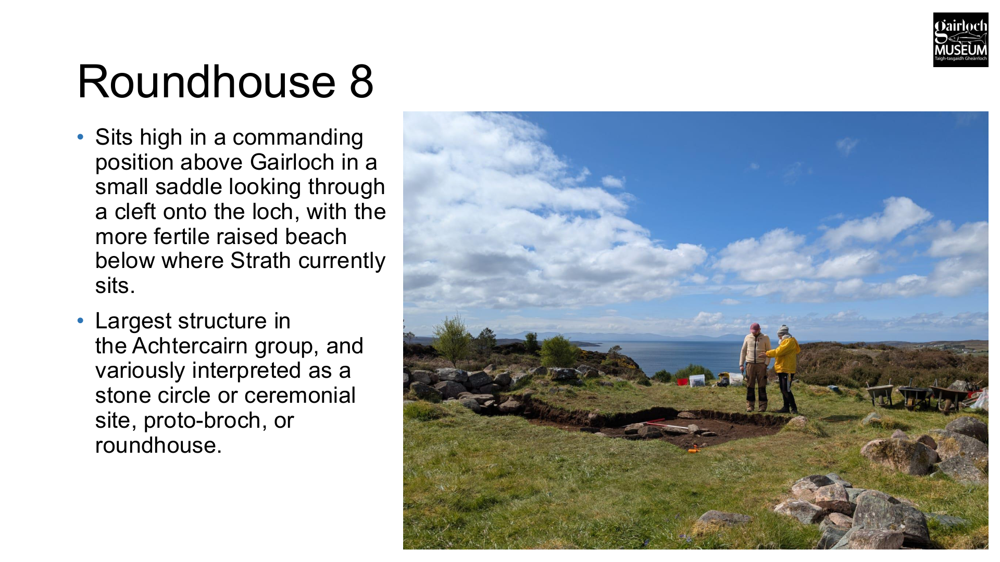 gairloch
MUSEUM
Taigh-tasgaidh Gheàrrloch
Roundhouse 8
• Sits high in a commanding
position above Gairloch in a
small saddle looking through
a cleft onto the loch, with the
more fertile raised beach
below where Strath currently
sits.
• Largest structure in
the Achtercairn group, and
variously interpreted as a
stone circle or ceremonial
site, proto-broch, or
roundhouse.